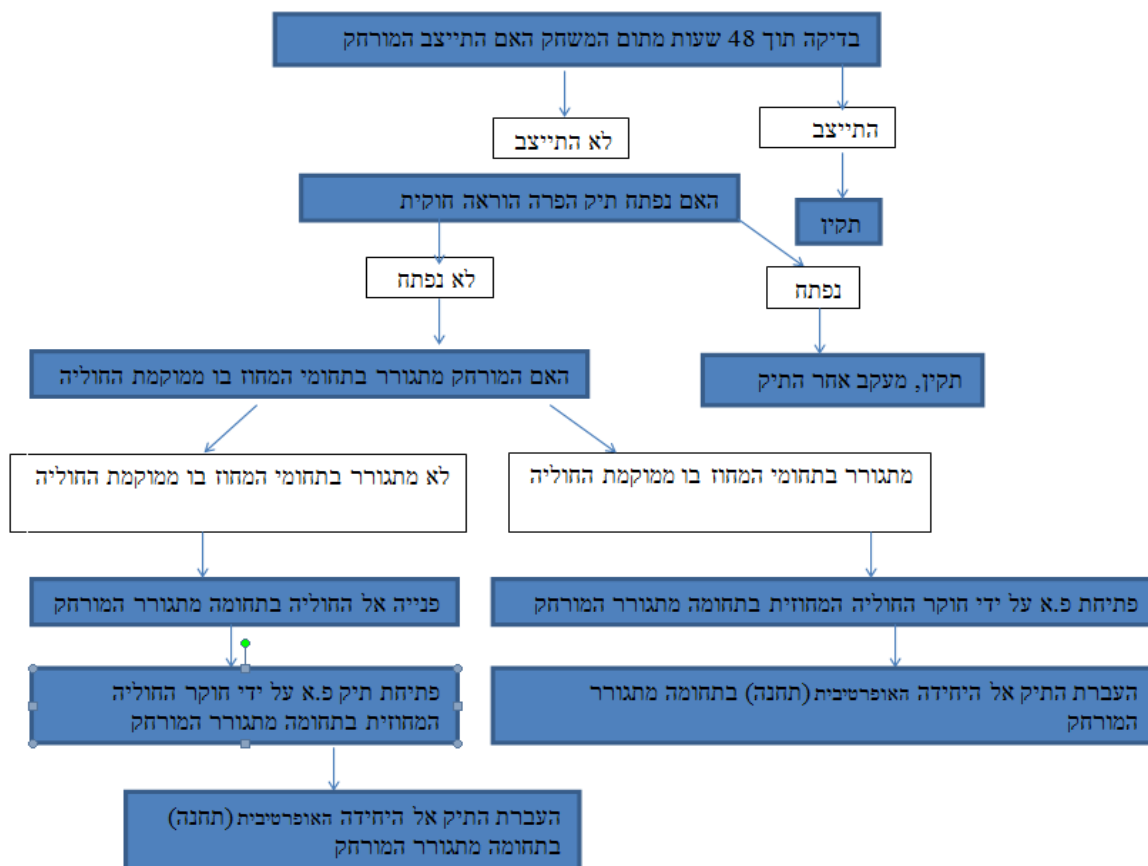 בדיקה תוך 48 שעות מתום המשחק האם התייצב המורחק
התייצב
לא התייצב
תקין
האם נפתח תיק הפרה הוראה חוקית
נפתח
לא נפתח
תקין, מעקב אחר התיק
האם המורחק מתגורר בתחומי המחוז בו ממוקמת החוליה
מתגורר בתחומי המחוז בו ממוקמת החוליה
לא מתגורר בתחומי המחוז בו ממוקמת החוליה
פתיחת פ.א על ידי חוקר החוליה המחוזית בתחומה מתגורר המורחק
פנייה אל החוליה בתחומה מתגורר המורחק
העברת התיק אל היחידה האופרטיבית (תחנה) בתחומה מתגורר
המורחק
פתיחת תיק פ.א על ידי חוקר החוליה
המחוזית בתחומה מתגורר המורחק
העברת התיק אל היחידה האופרטיבית (תחנה)
בתחומה מתגורר המורחק